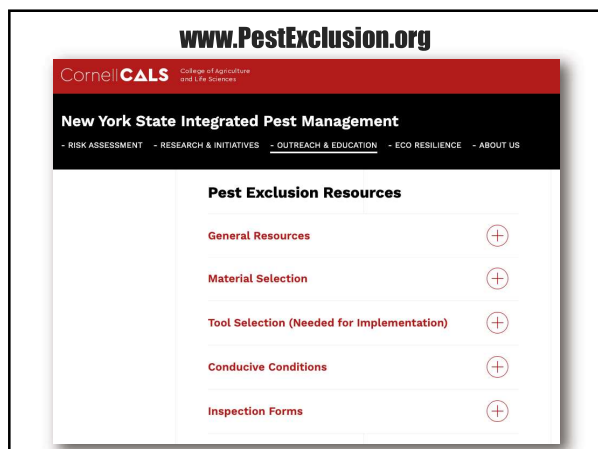 www.PestExclusion.org
CornellCALS College of Agriculture
and Life Sciences
New York State Integrated Pest Management
- RISK ASSESSMENT - RESEARCH & INITIATIVES - OUTREACH & EDUCATION - ECO RESILIENCE - ABOUT US
Pest Exclusion Resources
General Resources
Material Selection
Tool Selection (Needed for Implementation)
Conducive Conditions
Inspection Forms